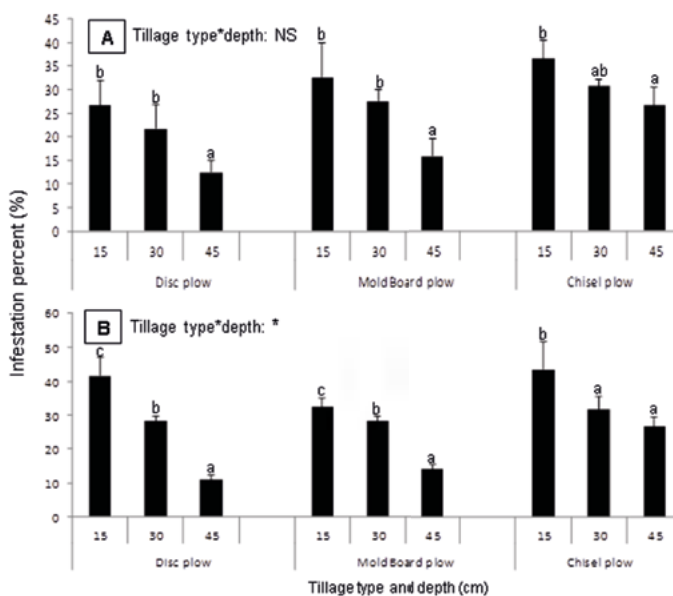 45
A Tillage type*depth: NS
40
35
30
25
20
15
10
5
0
b b a b b a b ab a
15 30 45 15 30 45 15 30 45
Disc plow MoldBoard plow Chisel plow
Infestation percent (%)
60
B Tillage type*depth: *
50
40
30
20
10
0
c b a c b a b a a
15 30 45 15 30 45 15 30 45
Disc plow MoldBoard plow Chisel plow
Tillage type and depth (cm)